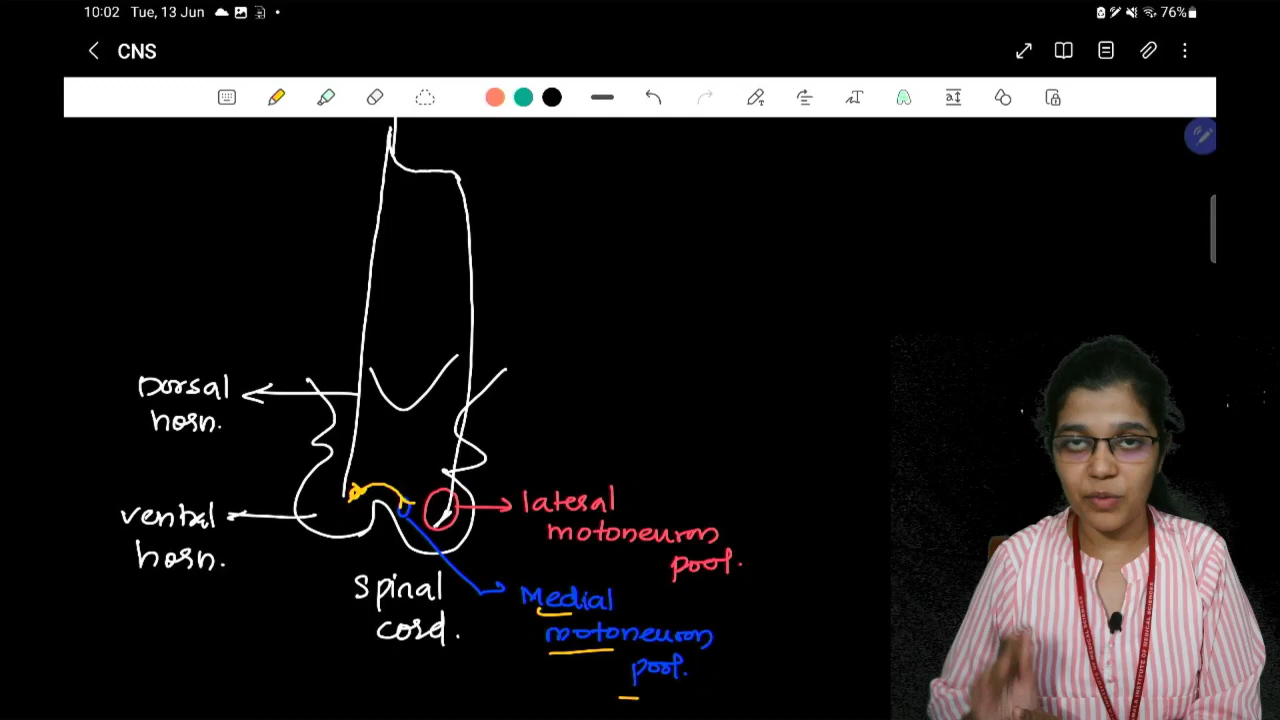 10:02 Tue, 13 Jun
76%
CNS
Dorsal
horn.
ventral
horn.
lateral
motoneuron
pool.
Spinal
cord.
Medial
motoneuron
pool.